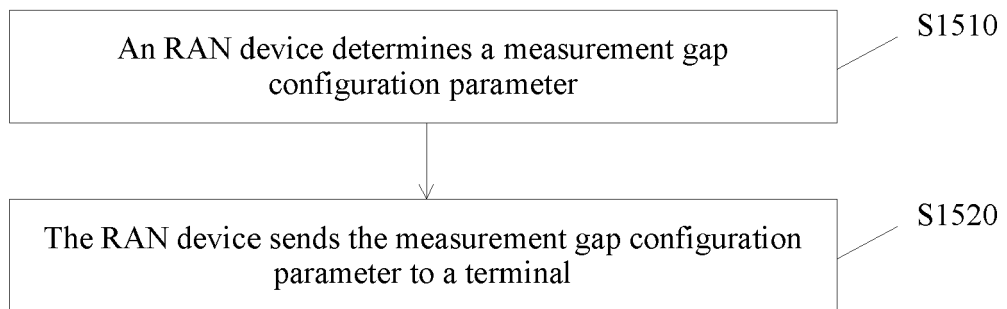 An RAN device determines a measurement gap
configuration parameter
S1510
The RAN device sends the measurement gap configuration
parameter to a terminal
S1520